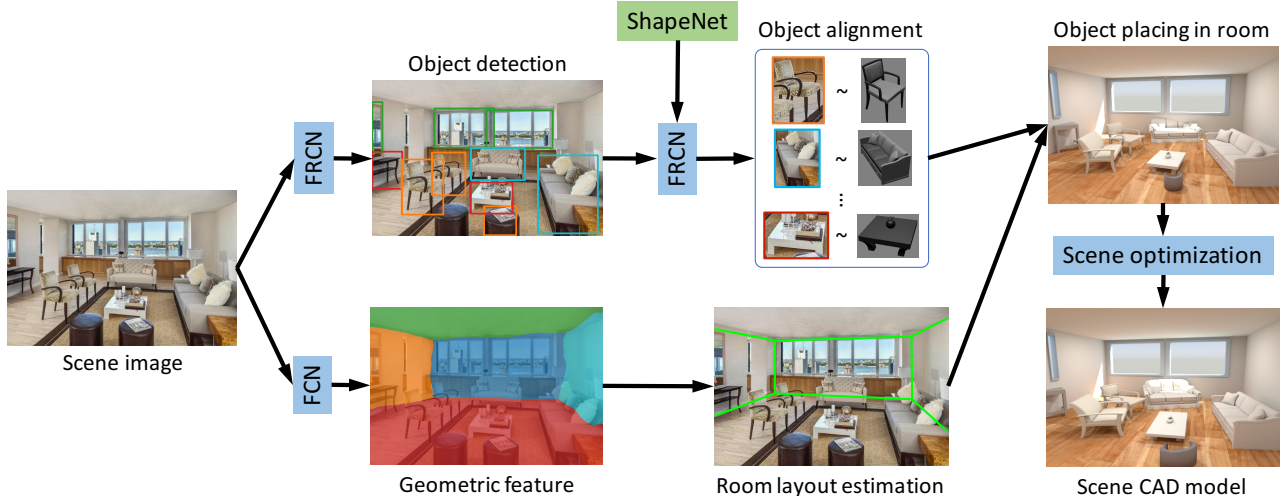 ShapeNet
Object alignment
Object placing in room
Object detection
FRCN
FRCN
~
~
...
~
Scene optimization
Scene image
FCN
Geometric feature
Room layout estimation
Scene CAD model